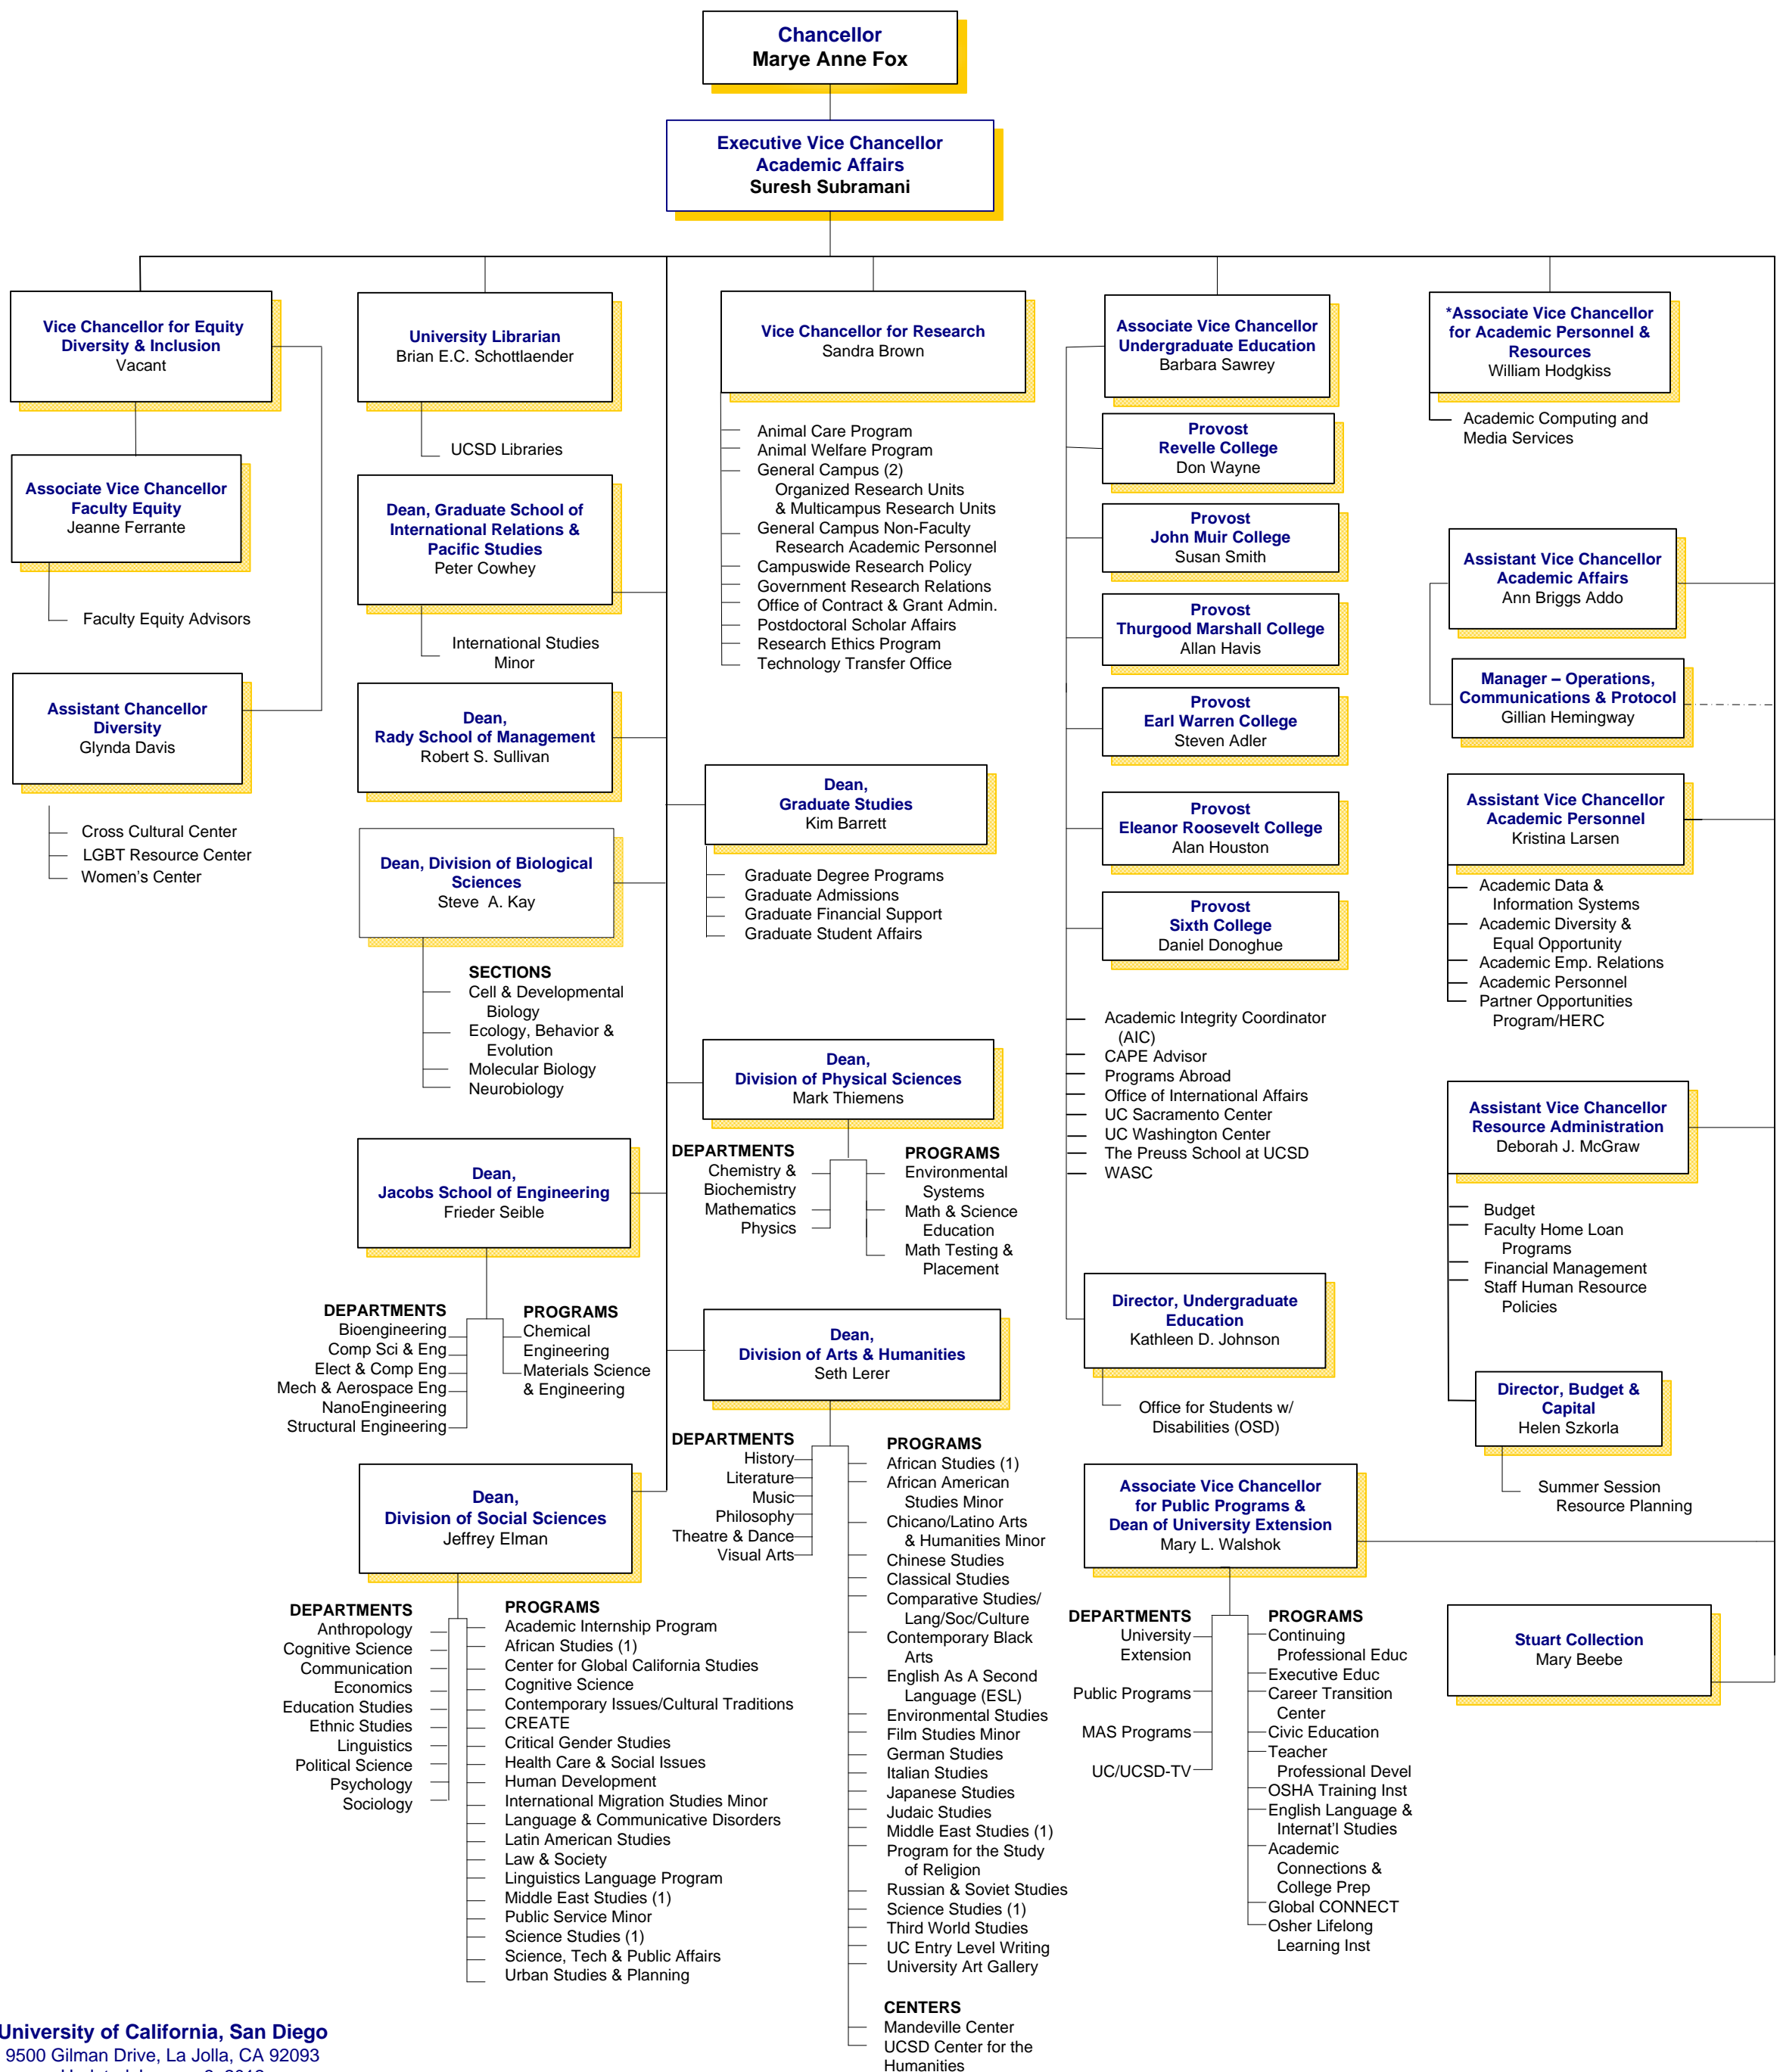 Chancellor
Marye Anne Fox
Executive Vice Chancellor
Academic Affairs
Suresh Subramani
Vice Chancellor for Equity
Diversity & Inclusion
Vacant
Associate Vice Chancellor
Faculty Equity
Jeanne Ferrante
Faculty Equity Advisors
Assistant Chancellor
Diversity
Glynda Davis
Cross Cultural Center
LGBT Resource Center
Women's Center
University Librarian
Brian E.C. Schottlaender
UCSD Libraries
Dean, Graduate School of
International Relations &
Pacific Studies
Peter Cowhey
International Studies
Minor
Dean,
Rady School of Management
Robert S. Sullivan
Dean, Division of Biological
Sciences
Steve A. Kay
SECTIONS
Cell & Developmental
Biology
Ecology, Behavior &
Evolution
Molecular Biology
Neurobiology
Dean,
Jacobs School of Engineering
Frieder Seible
DEPARTMENTS
Bioengineering
Comp Sci & Eng
Elect & Comp Eng
Mech & Aerospace Eng
NanoEngineering
Structural Engineering
PROGRAMS
Chemical
Engineering
Materials Science
& Engineering
Dean,
Division of Social Sciences
Jeffrey Elman
DEPARTMENTS
Anthropology
Cognitive Science
Communication
Economics
Education Studies
Ethnic Studies
Linguistics
Political Science
Psychology
Sociology
PROGRAMS
Academic Internship Program
African Studies (1)
Center for Global California Studies
Cognitive Science
Contemporary Issues/Cultural Traditions
CREATE
Critical Gender Studies
Health Care & Social Issues
Human Development
International Migration Studies Minor
Language & Communicative Disorders
Latin American Studies
Law & Society
Linguistics Language Program
Middle East Studies (1)
Public Service Minor
Science Studies (1)
Science, Tech & Public Affairs
Urban Studies & Planning
Vice Chancellor for Research
Sandra Brown
Animal Care Program
Animal Welfare Program
General Campus (2)
Organized Research Units
& Multicampus Research Units
General Campus Non-Faculty
Research Academic Personnel
Campuswide Research Policy
Government Research Relations
Office of Contract & Grant Admin.
Postdoctoral Scholar Affairs
Research Ethics Program
Technology Transfer Office
Dean,
Graduate Studies
Kim Barrett
Graduate Degree Programs
Graduate Admissions
Graduate Financial Support
Graduate Student Affairs
Dean,
Division of Physical Sciences
Mark Thiemens
DEPARTMENTS
Chemistry &
Biochemistry
Mathematics
Physics
PROGRAMS
Environmental
Systems
Math & Science
Education
Math Testing &
Placement
Dean,
Division of Arts & Humanities
Seth Lerer
DEPARTMENTS
History
Literature
Music
Philosophy
Theatre & Dance
Visual Arts
PROGRAMS
African Studies (1)
African American
Studies Minor
Chicano/Latino Arts
& Humanities Minor
Chinese Studies
Classical Studies
Comparative Studies/
Lang/Soc/Culture
Contemporary Black
Arts
English As A Second
Language (ESL)
Environmental Studies
Film Studies Minor
German Studies
Italian Studies
Japanese Studies
Judaic Studies
Middle East Studies (1)
Program for the Study
of Religion
Russian & Soviet Studies
Science Studies (1)
Third World Studies
UC Entry Level Writing
University Art Gallery
CENTERS
Mandeville Center
UCSD Center for the
Humanities
Associate Vice Chancellor
Undergraduate Education
Barbara Sawrey
Provost
Revelle College
Don Wayne
Provost
John Muir College
Susan Smith
Provost
Thurgood Marshall College
Allan Havis
Provost
Earl Warren College
Steven Adler
Provost
Eleanor Roosevelt College
Alan Houston
Provost
Sixth College
Daniel Donoghue
Academic Integrity Coordinator
(AIC)
CAPE Advisor
Programs Abroad
Office of International Affairs
UC Sacramento Center
UC Washington Center
The Preuss School at UCSD
WASC
Director, Undergraduate
Education
Kathleen D. Johnson
Office for Students w/
Disabilities (OSD)
Associate Vice Chancellor
for Public Programs &
Dean of University Extension
Mary L. Walshok
DEPARTMENTS
University
Extension
Public Programs
MAS Programs
UC/UCSD-TV
PROGRAMS
Continuing
Professional Educ
Executive Educ
Career Transition
Center
Civic Education
Teacher
Professional Devel
OSHA Training Inst
English Language &
Internat'l Studies
Academic
Connections &
College Prep
Global CONNECT
Osher Lifelong
Learning Inst
*Associate Vice Chancellor
for Academic Personnel &
Resources
William Hodgkiss
Academic Computing and
Media Services
Assistant Vice Chancellor
Academic Affairs
Ann Briggs Addo
Manager – Operations,
Communications & Protocol
Gillian Hemingway
Assistant Vice Chancellor
Academic Personnel
Kristina Larsen
Academic Data &
Information Systems
Academic Diversity &
Equal Opportunity
Academic Emp. Relations
Academic Personnel
Partner Opportunities
Program/HERC
Assistant Vice Chancellor
Resource Administration
Deborah J. McGraw
Budget
Faculty Home Loan
Programs
Financial Management
Staff Human Resource
Policies
Director, Budget &
Capital
Helen Szkorla
Summer Session
Resource Planning
Stuart Collection
Mary Beebe
University of California, San Diego
9500 Gilman Drive, La Jolla, CA 92093